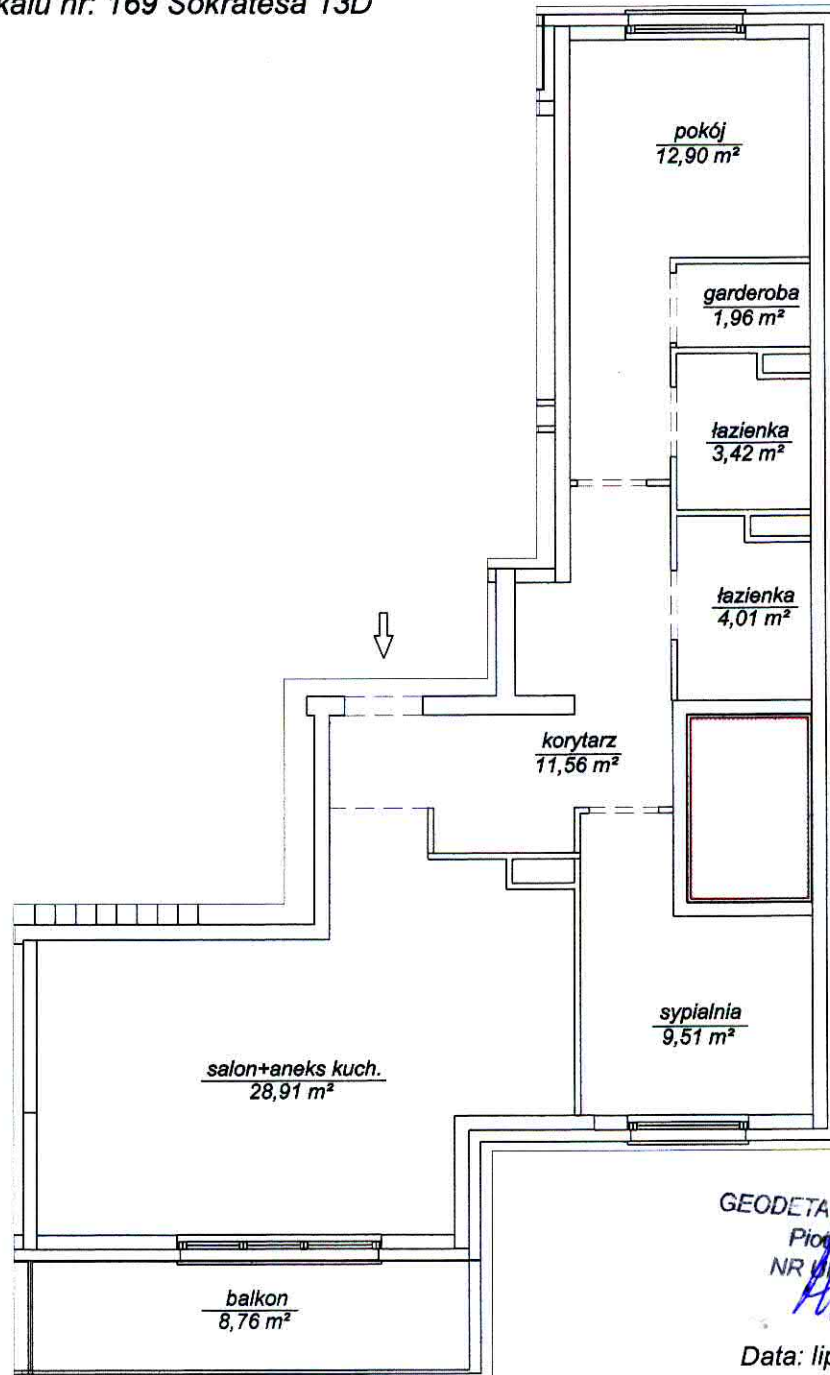 nr: 169 Sokratesa 13D
pokój
12,90 m²
garderoba
1,96 m²
łazienka
3,42 m²
łazienka
4,01 m²
korytarz
11,56 m²
sypialnia
9,51 m²
salon+aneks kuch.
28,91 m²
balkon
8,76 m²
GEODETA
NR
Data: